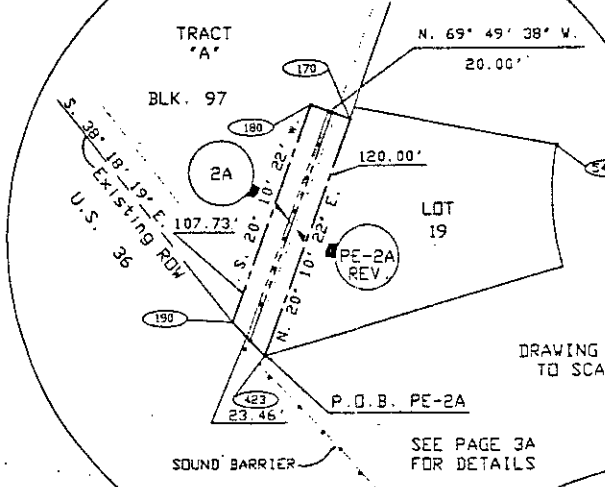 TRACT
"A"
BLK. 97
N. 69° 49' 38" W.
20.00'
170
180
S. 38° 18' 19" E.
Existing ROW
U.S. 36
2A
120.00'
LOT
19
107.73'
S. 20° 10' 22" W.
N. 20° 10' 22" E.
PE-2A
REV.
190
DRAWING
TO SCA
423
23.46'
P.O.B. PE-2A
SOUND BARRIER
SEE PAGE 3A
FOR DETAILS